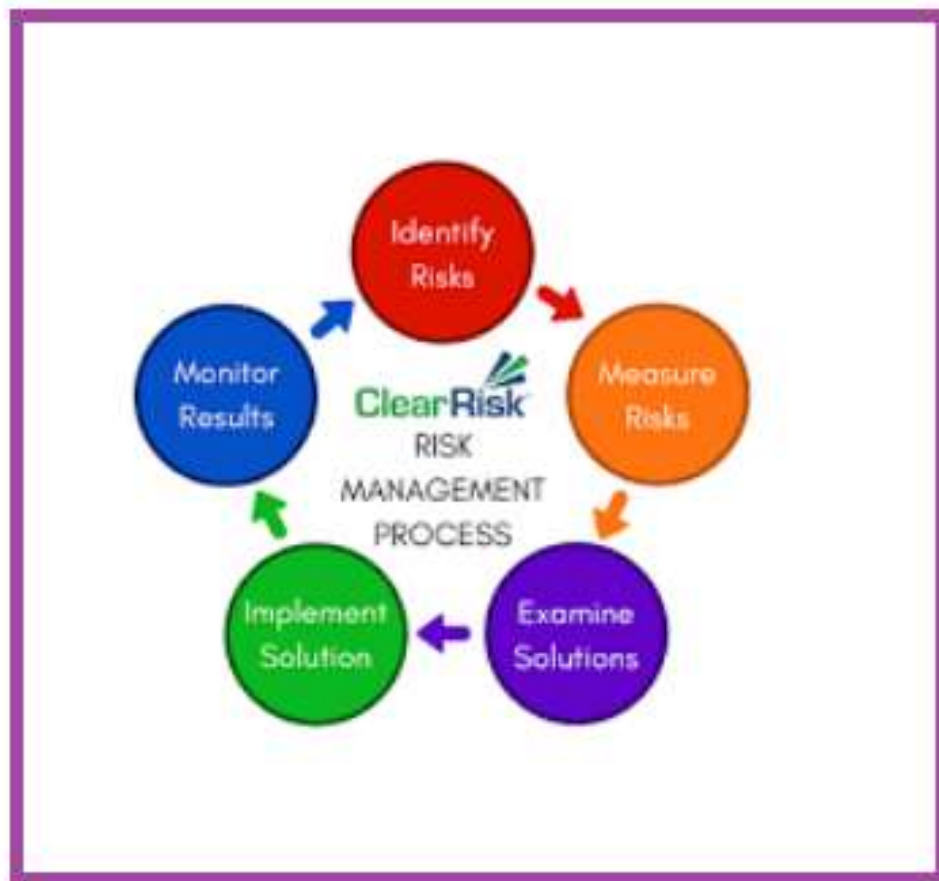 Identify
Risks
Measure
Risks
Examine
Solutions
Implement
Solution
Monitor
Results
ClearRisk
RISK
MANAGEMENT
PROCESS